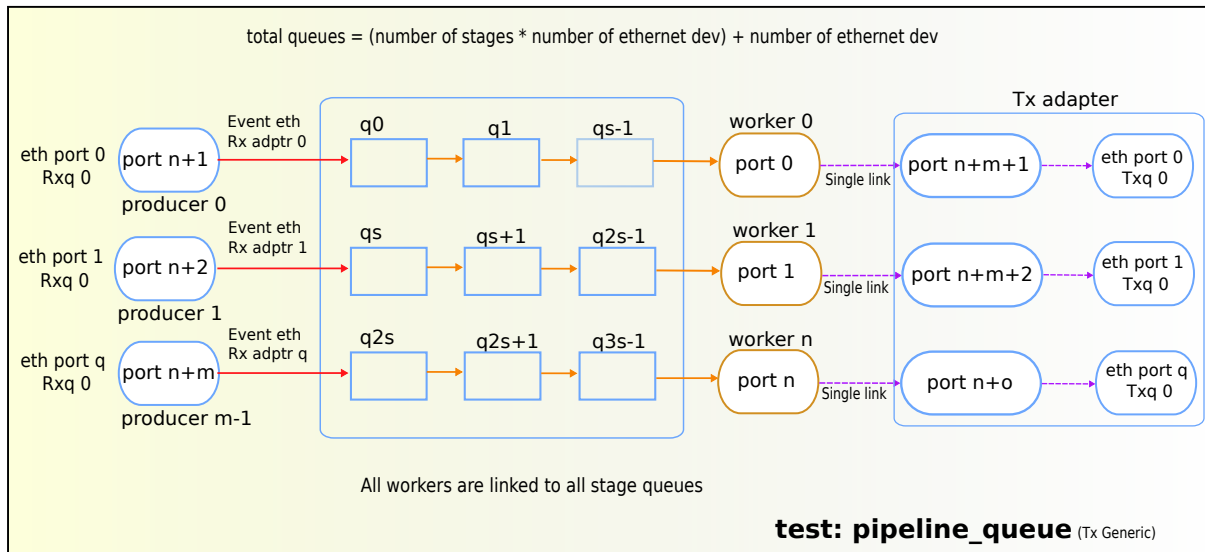 total queues = (number of stages * number of ethernet dev) + number of ethernet dev
Tx adapter
eth port 0
Rxq 0
port n+1
producer 0
Event eth
Rx adptr 0
q0
q1
qs-1
worker 0
port 0
Single link
port n+m+1
eth port 0
Txq 0
eth port 1
Rxq 0
port n+2
producer 1
Event eth
Rx adptr 1
qs
qs+1
q2s-1
worker 1
port 1
Single link
port n+m+2
eth port 1
Txq 0
eth port q
Rxq 0
port n+m
producer m-1
Event eth
Rx adptr q
q2s
q2s+1
q3s-1
worker n
port n
Single link
port n+o
eth port q
Txq 0
All workers are linked to all stage queues
test: pipeline_queue (Tx Generic)